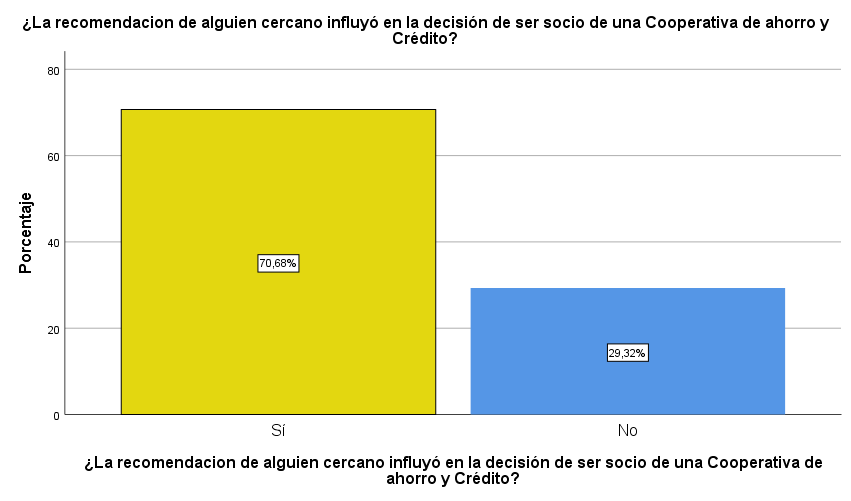 ¿La recomendacion de alguien cercano influyó en la decisión de ser socio de una Cooperativa de ahorro y
Crédito?
80
60
40
20
0
Porcentaje
70,68%
29,32%
Sí
No
¿La recomendacion de alguien cercano influyó en la decisión de ser socio de una Cooperativa de
ahorro y Crédito?